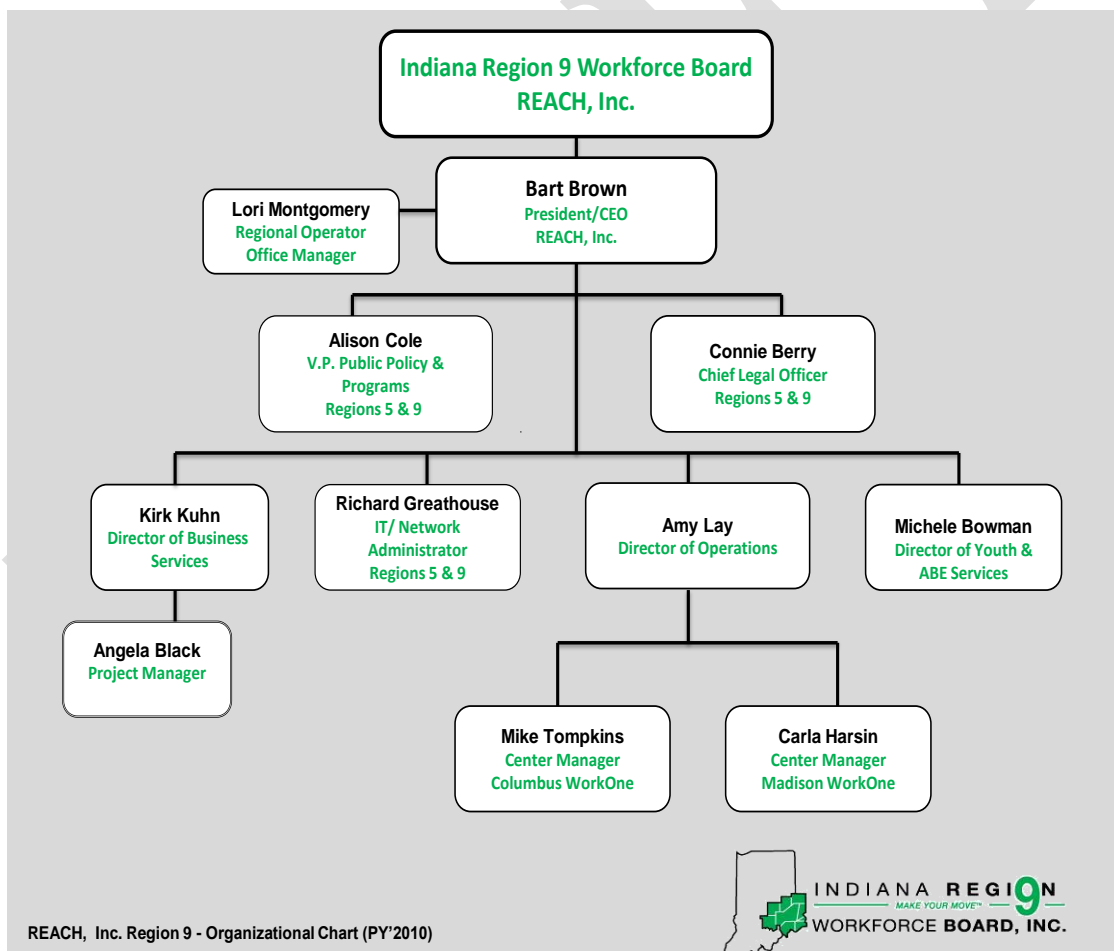 Indiana Region 9 Workforce Board
REACH, Inc.
Bart Brown
President/CEO
REACH, Inc.
Lori Montgomery
Regional Operator
Office Manager
Alison Cole
V.P. Public Policy &
Programs
Regions 5 & 9
Connie Berry
Chief Legal Officer
Regions 5 & 9
Kirk Kuhn
Director of Business
Services
Richard Greathouse
IT/ Network
Administrator
Regions 5 & 9
Amy Lay
Director of Operations
Michele Bowman
Director of Youth &
ABE Services
Angela Black
Project Manager
Mike Tompkins
Center Manager
Columbus WorkOne
Carla Harsin
Center Manager
Madison WorkOne
INDIANA REGI9N
MAKE YOUR MOVE™
WORKFORCE BOARD, INC.
REACH, Inc. Region 9 - Organizational Chart (PY'2010)